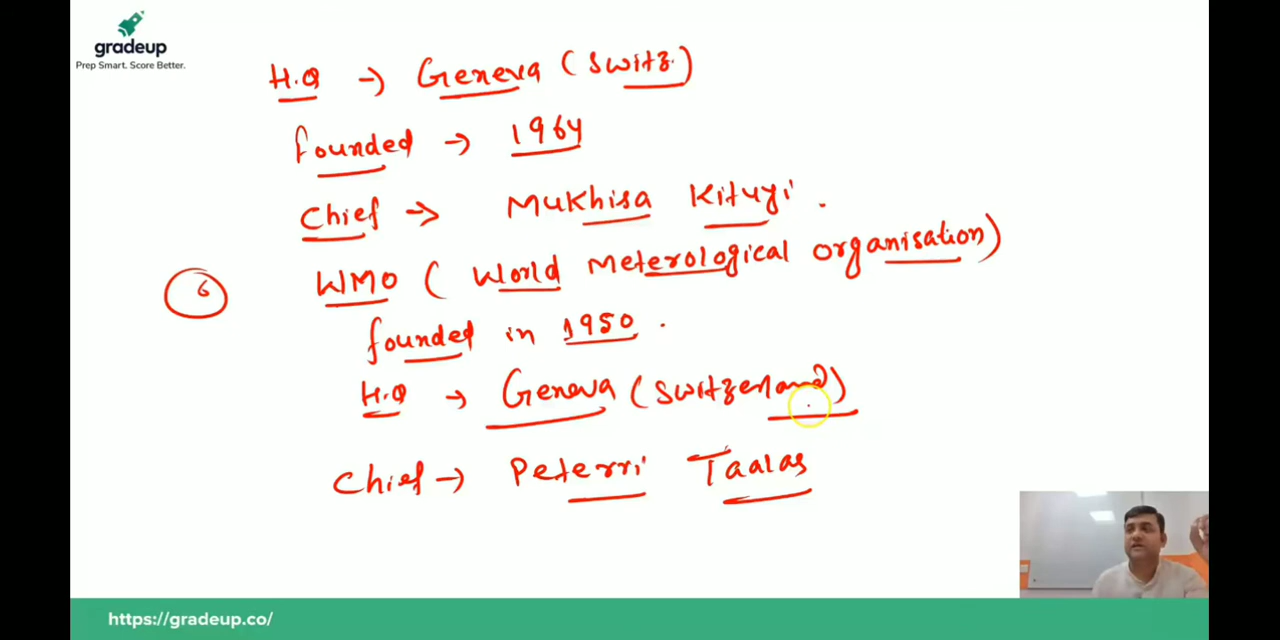 gradeup
Prep Smart. Score Better.
H.Q → Geneva (Switz.)
founded → 1964
Chief → Mukhisa Kituyi.
6 WMO (World Meterological organisation)
founded in 1950.
H.Q → Geneva (Switzerland)
Chief → Peterri Taalas
https://gradeup.co/